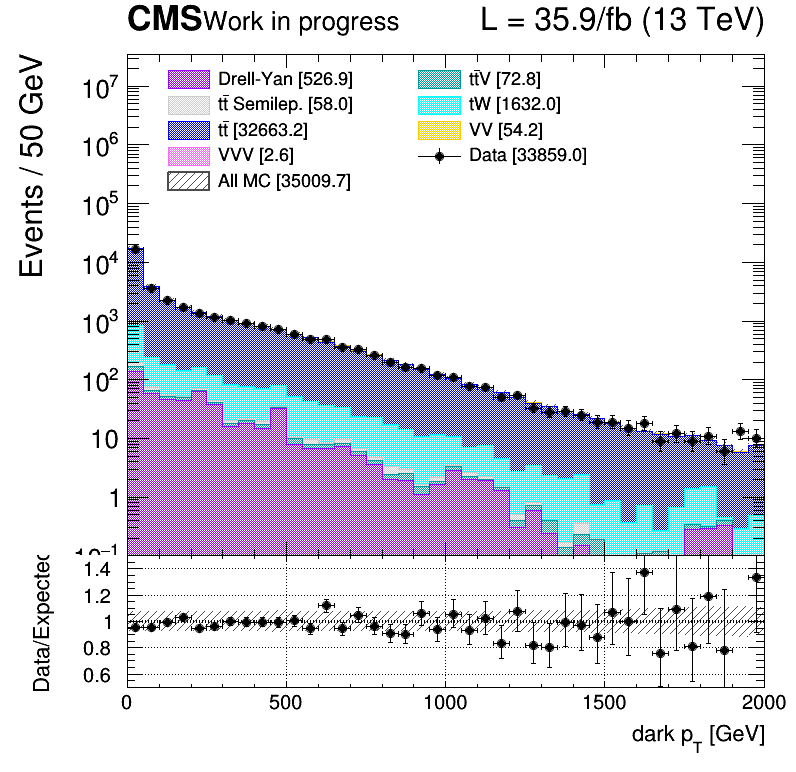 CMS Work in progress L = 35.9/fb (13 TeV)
Events / 50 GeV
10⁷
10⁶
10⁵
10⁴
10³
10²
10
1
10⁻¹
Drell-Yan [526.9]
tt̄ Semilep. [58.0]
tt̄ [32663.2]
VVV [2.6]
All MC [35009.7]
tt̄V [72.8]
tW [1632.0]
VV [54.2]
Data [33859.0]
Data/Expected
1.4
1.2
1
0.8
0.6
0 500 1000 1500 2000
dark p_T [GeV]